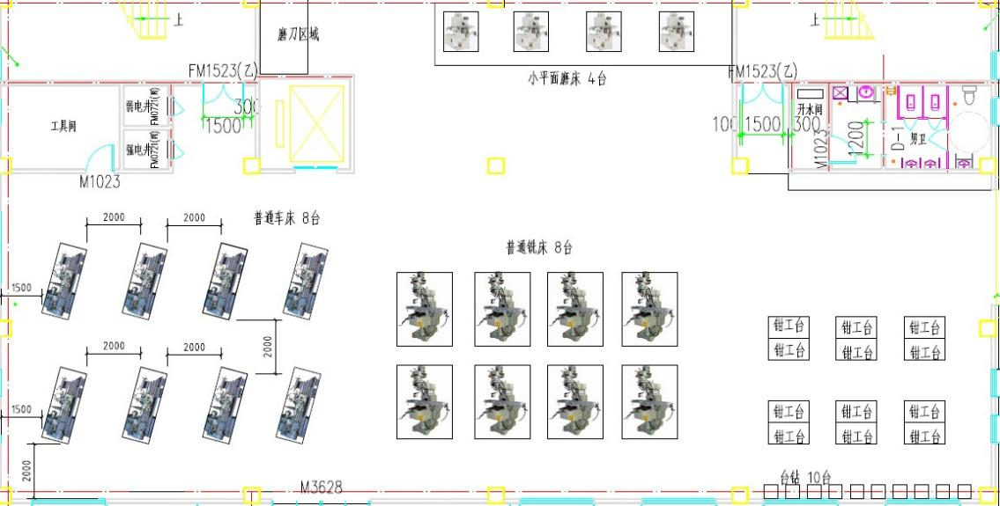 上
上
磨刀区域
小平面磨床 4台
FM1523(乙)
FM1523(乙)
300
1500
工具间
弱电井
FM0721(丙)
强电井
FM0721(丙)
M1023
开水间
100
1500
300
M1023
1200
D-1
男卫
2000
2000
普通车床 8台
普通铣床 8台
1500
2000
2000
2000
1500
2000
钳工台
钳工台
钳工台
钳工台
钳工台
钳工台
钳工台
钳工台
钳工台
钳工台
钳工台
钳工台
台钻 10台
M3628